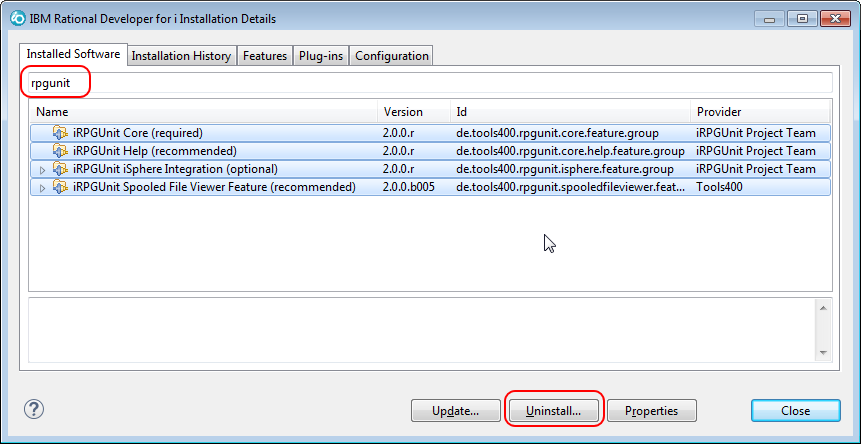 IBM Rational Developer for i Installation Details
Installed Software Installation History Features Plug-ins Configuration
rpgunit
Name Version Id Provider
iRPGUnit Core (required) 2.0.0.r de.tools400.rpgunit.core.feature.group iRPGUnit Project Team
iRPGUnit Help (recommended) 2.0.0.r de.tools400.rpgunit.core.help.feature.group iRPGUnit Project Team
iRPGUnit iSphere Integration (optional) 2.0.0.r de.tools400.rpgunit.isphere.feature.group iRPGUnit Project Team
iRPGUnit Spooled File Viewer Feature (recommended) 2.0.0.b005 de.tools400.rpgunit.spooledfileviewer.feat... Tools400
? Update... Uninstall... Properties Close